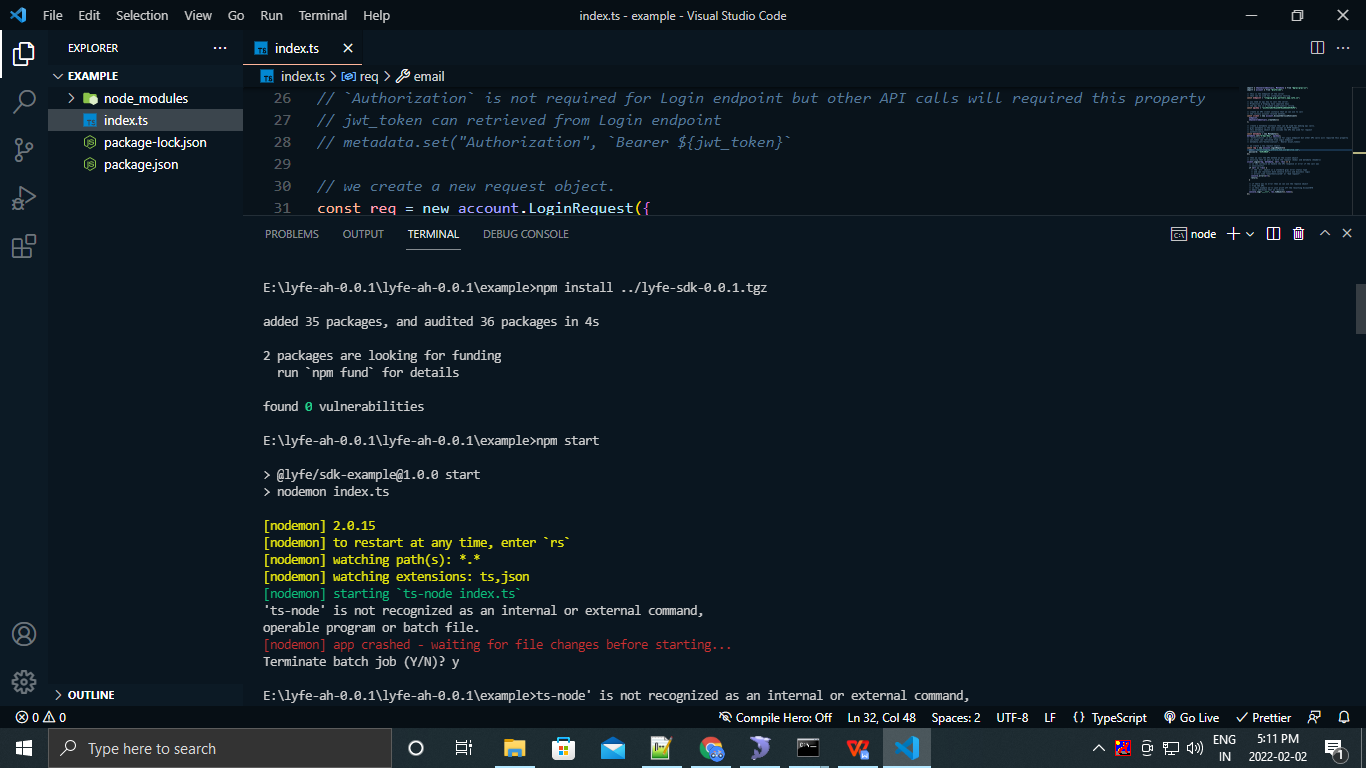 File Edit Selection View Go Run Terminal Help
index.ts - example - Visual Studio Code
EXPLORER
EXAMPLE
node_modules
index.ts
package-lock.json
package.json
OUTLINE
index.ts
index.ts > req > email
26 // `Authorization` is not required for Login endpoint but other API calls will required this property
27 // jwt_token can retrieved from Login endpoint
28 // metadata.set("Authorization", `Bearer ${jwt_token}`
29
30 // we create a new request object.
31 const req = new account.LoginRequest({
PROBLEMS OUTPUT TERMINAL DEBUG CONSOLE
node
E:\lyfe-ah-0.0.1\lyfe-ah-0.0.1\example>npm install ../lyfe-sdk-0.0.1.tgz
added 35 packages, and audited 36 packages in 4s
2 packages are looking for funding
run `npm fund` for details
found 0 vulnerabilities
E:\lyfe-ah-0.0.1\lyfe-ah-0.0.1\example>npm start
> @lyfe/sdk-example@1.0.0 start
> nodemon index.ts
[nodemon] 2.0.15
[nodemon] to restart at any time, enter `rs`
[nodemon] watching path(s): *.*
[nodemon] watching extensions: ts,json
[nodemon] starting `ts-node index.ts`
'ts-node' is not recognized as an internal or external command,
operable program or batch file.
[nodemon] app crashed - waiting for file changes before starting...
Terminate batch job (Y/N)? y
E:\lyfe-ah-0.0.1\lyfe-ah-0.0.1\example>ts-node' is not recognized as an internal or external command,
0 0 Compile Hero: Off Ln 32, Col 48 Spaces: 2 UTF-8 LF {} TypeScript Go Live Prettier
Type here to search
ENG
IN
5:11 PM
2022-02-02
1